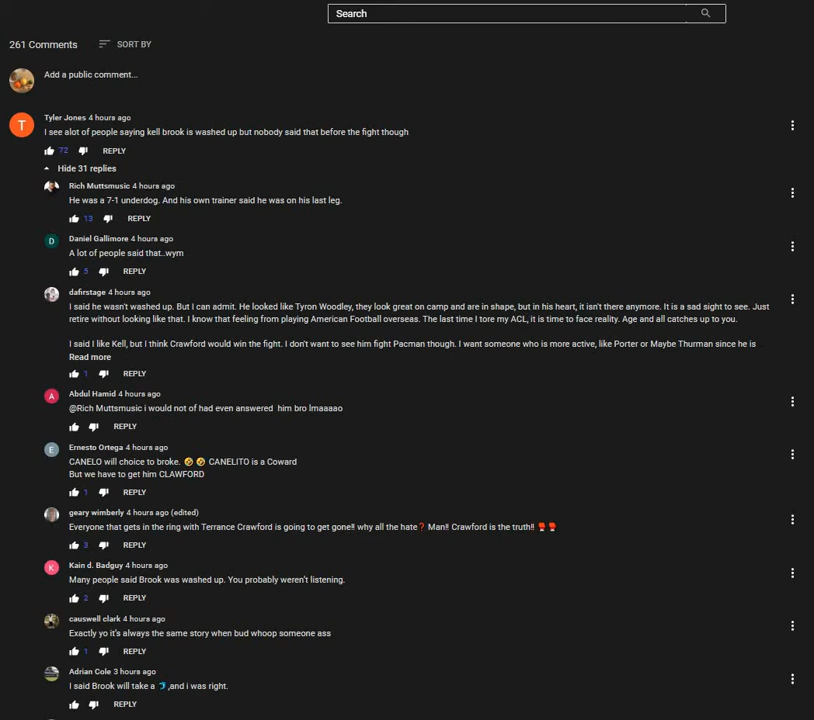 Search
261 Comments SORT BY
Add a public comment...
T
Tyler Jones 4 hours ago
I see alot of people saying kell brook is washed up but nobody said that before the fight though
72 REPLY
Hide 31 replies
Rich Muttsmusic 4 hours ago
He was a 7-1 underdog. And his own trainer said he was on his last leg.
13 REPLY
D
Daniel Gallimore 4 hours ago
A lot of people said that..wym
5 REPLY
dafirstage 4 hours ago
I said he wasn't washed up. But I can admit. He looked like Tyron Woodley, they look great on camp and are in shape, but in his heart, it isn't there anymore. It is a sad sight to see. Just
retire without looking like that. I know that feeling from playing American Football overseas. The last time I tore my ACL, it is time to face reality. Age and all catches up to you.
I said I like Kell, but I think Crawford would win the fight. I don't want to see him fight Pacman though. I want someone who is more active, like Porter or Maybe Thurman since he is
Read more
1 REPLY
A
Abdul Hamid 4 hours ago
@Rich Muttsmusic i would not of had even answered him bro lmaaaao
REPLY
E
Ernesto Ortega 4 hours ago
CANELO will choice to broke. 🤣 🤣 CANELITO is a Coward
But we have to get him CLAWFORD
1 REPLY
geary wimberly 4 hours ago (edited)
Everyone that gets in the ring with Terrance Crawford is going to get gone‼ why all the hate❓ Man‼ Crawford is the truth‼ 🥊🥊
3 REPLY
K
Kain d. Badguy 4 hours ago
Many people said Brook was washed up. You probably weren't listening.
2 REPLY
causwell clark 4 hours ago
Exactly yo it's always the same story when bud whoop someone ass
1 REPLY
Adrian Cole 3 hours ago
I said Brook will take a ,and i was right.
REPLY